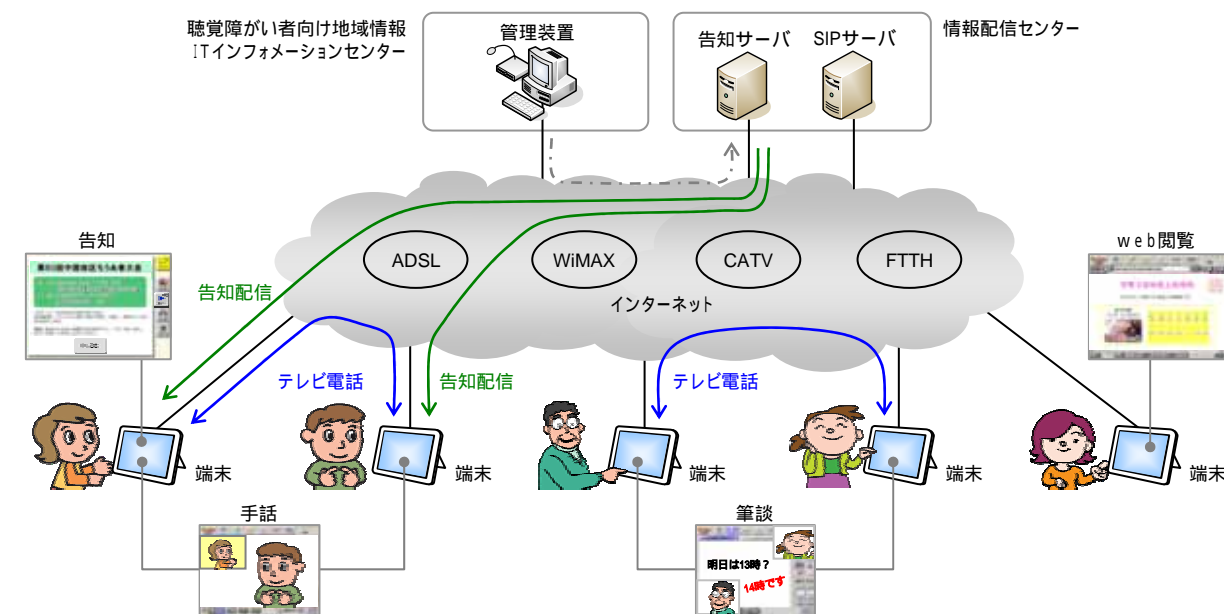 聴覚障がい者向け地域情報
ITインフォメーションセンター
管理装置
告知サーバ
SIPサーバ
情報配信センター
告知
web閲覧
ADSL
WiMAX
CATV
FTTH
インターネット
告知配信
テレビ電話
告知配信
テレビ電話
端末
端末
端末
端末
端末
手話
筆談
明日は13時？
14時です